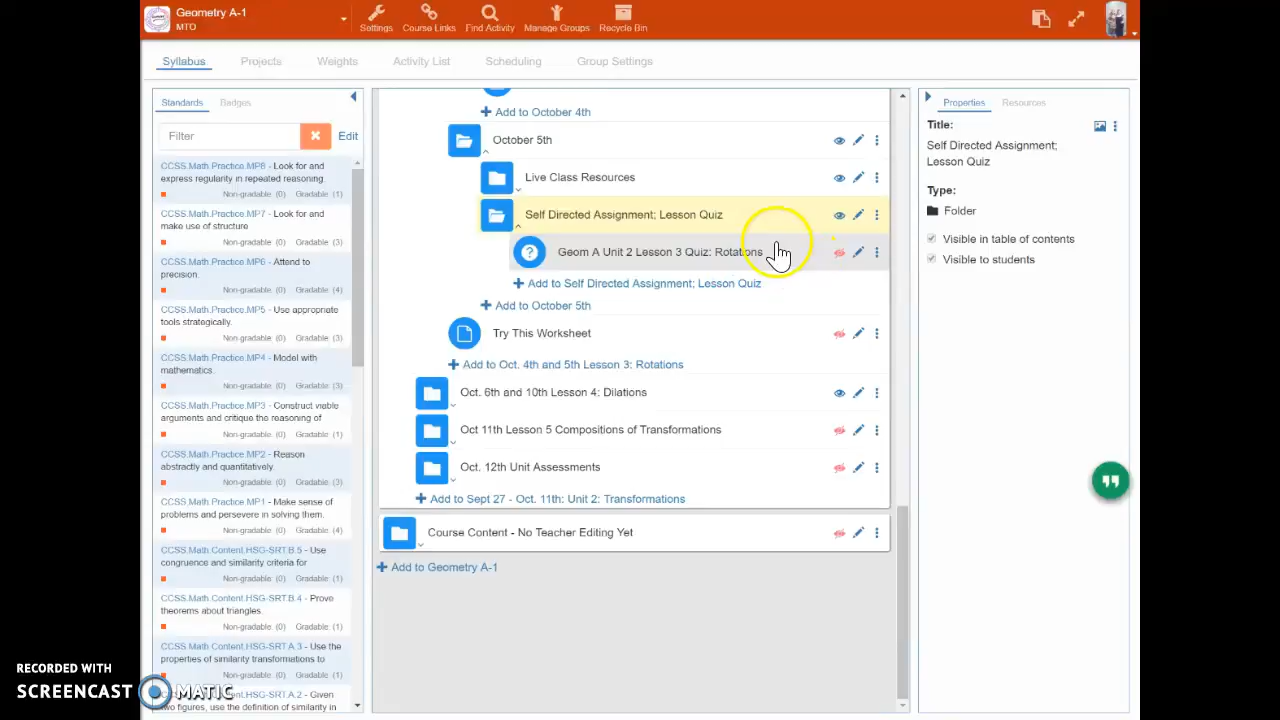 Geometry A-1
MTO
Settings
Course Links
Find Activity
Manage Groups
Recycle Bin
Syllabus
Projects
Weights
Activity List
Scheduling
Group Settings
Standards
Badges
Filter
Edit
CCSS.Math.Practice.MP8 - Look for and
express regularity in repeated reasoning.
Non-gradable: (0) Gradable: (1)
CCSS.Math.Practice.MP7 - Look for and
make use of structure
Non-gradable: (0) Gradable: (1)
CCSS.Math.Practice.MP6 - Attend to
precision.
Non-gradable: (0) Gradable: (4)
CCSS.Math.Practice.MP5 - Use appropriate
tools strategically.
Non-gradable: (0) Gradable: (3)
CCSS.Math.Practice.MP4 - Model with
mathematics.
Non-gradable: (0) Gradable: (3)
CCSS.Math.Practice.MP3 - Construct viable
arguments and critique the reasoning of
Non-gradable: (0) Gradable: (1)
CCSS.Math.Practice.MP2 - Reason
abstractly and quantitatively.
Non-gradable: (0) Gradable: (3)
CCSS.Math.Practice.MP1 - Make sense of
problems and persevere in solving them.
Non-gradable: (0) Gradable: (4)
CCSS.Math.Content.HSG-SRT.B.5 - Use
congruence and similarity criteria for
Non-gradable: (0) Gradable: (1)
CCSS.Math.Content.HSG-SRT.B.4 - Prove
theorems about triangles.
Non-gradable: (0) Gradable: (1)
CCSS.Math.Content.HSG-SRT.A.3 - Use the
properties of similarity transformations to
Non-gradable: (0) Gradable: (1)
CCSS.Math.Content.HSG-SRT.A.2 - Given
two figures, use the definition of similarity in
Add to October 4th
October 5th
Live Class Resources
Self Directed Assignment; Lesson Quiz
Geom A Unit 2 Lesson 3 Quiz: Rotations
Add to Self Directed Assignment; Lesson Quiz
Add to October 5th
Try This Worksheet
Add to Oct. 4th and 5th Lesson 3: Rotations
Oct. 6th and 10th Lesson 4: Dilations
Oct 11th Lesson 5 Compositions of Transformations
Oct. 12th Unit Assessments
Add to Sept 27 - Oct. 11th: Unit 2: Transformations
Course Content - No Teacher Editing Yet
Add to Geometry A-1
Properties
Resources
Title:
Self Directed Assignment;
Lesson Quiz
Type:
Folder
Visible in table of contents
Visible to students
RECORDED WITH
SCREENCAST MATIC